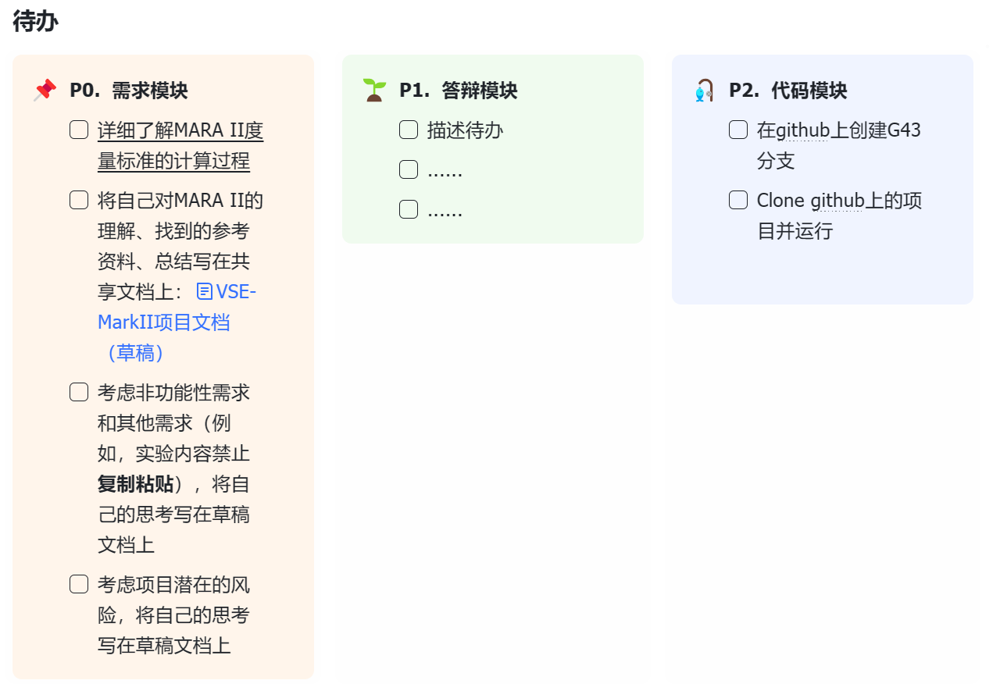 待办
P0. 需求模块
详细了解MARA II度
量标准的计算过程
将自己对MARA II的
理解、找到的参考
资料、总结写在共
享文档上： VSE-
MarkII项目文档
（草稿）
考虑非功能性需求
和其他需求（例
如，实验内容禁止
复制粘贴），将自
己的思考写在草稿
文档上
考虑项目潜在的风
险，将自己的思考
写在草稿文档上
P1. 答辩模块
描述待办
......
......
P2. 代码模块
在github上创建G43
分支
Clone github上的项
目并运行